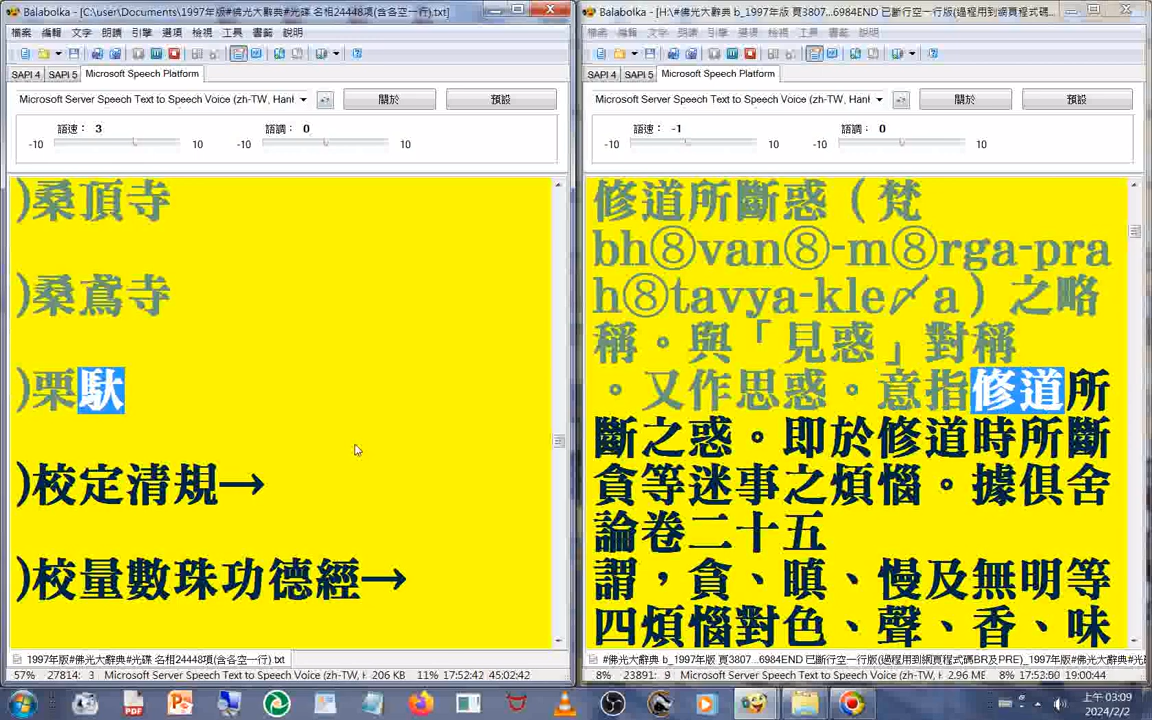 Balabolka - [C:\user\Documents\1997年版#佛光大辭典#光碟 名相24448項(含各空一行).txt]
檔案 編輯 文字 朗讀 引擎 選項 檢視 工具 書籤 說明
SAPI 4 SAPI 5 Microsoft Speech Platform
Microsoft Server Speech Text to Speech Voice (zh-TW, Hanl
關於
預設
語速： 3
語調： 0
-10 10 -10 10
)桑頂寺
)桑鳶寺
)栗馱
)校定清規→
)校量數珠功德經→
1997年版#佛光大辭典#光碟 名相24448項(含各空一行).txt
57% 27814: 3 Microsoft Server Speech Text to Speech Voice (zh-TW, H 206 KB 11% 17:52:42 45:02:42
Balabolka - [H:\#佛光大辭典 b_1997年版 頁3807...6984END 已斷行空一行版(過程用到網頁程式碼
檔案 編輯 文字 朗讀 引擎 選項 檢視 工具 書籤 說明
SAPI 4 SAPI 5 Microsoft Speech Platform
Microsoft Server Speech Text to Speech Voice (zh-TW, Hanl
關於
預設
語速： -1
語調： 0
-10 10 -10 10
修道所斷惑（梵
bh⑧van⑧-m⑧rga-pra
h⑧tavya-kle〆a）之略
稱。與「見惑」對稱
。又作思惑。意指修道所
斷之惑。即於修道時所斷
貪等迷事之煩惱。據俱舍
論卷二十五
謂，貪、瞋、慢及無明等
四煩惱對色、聲、香、味
#佛光大辭典 b_1997年版 頁3807...6984END 已斷行空一行版(過程用到網頁程式碼BR及PRE)_1997年版#光
8% 23891: 9 Microsoft Server Speech Text to Speech Voice (zh-TW, H 2.96 ME 8% 17:53:00 19:00:44
上午 03:09
2024/2/2